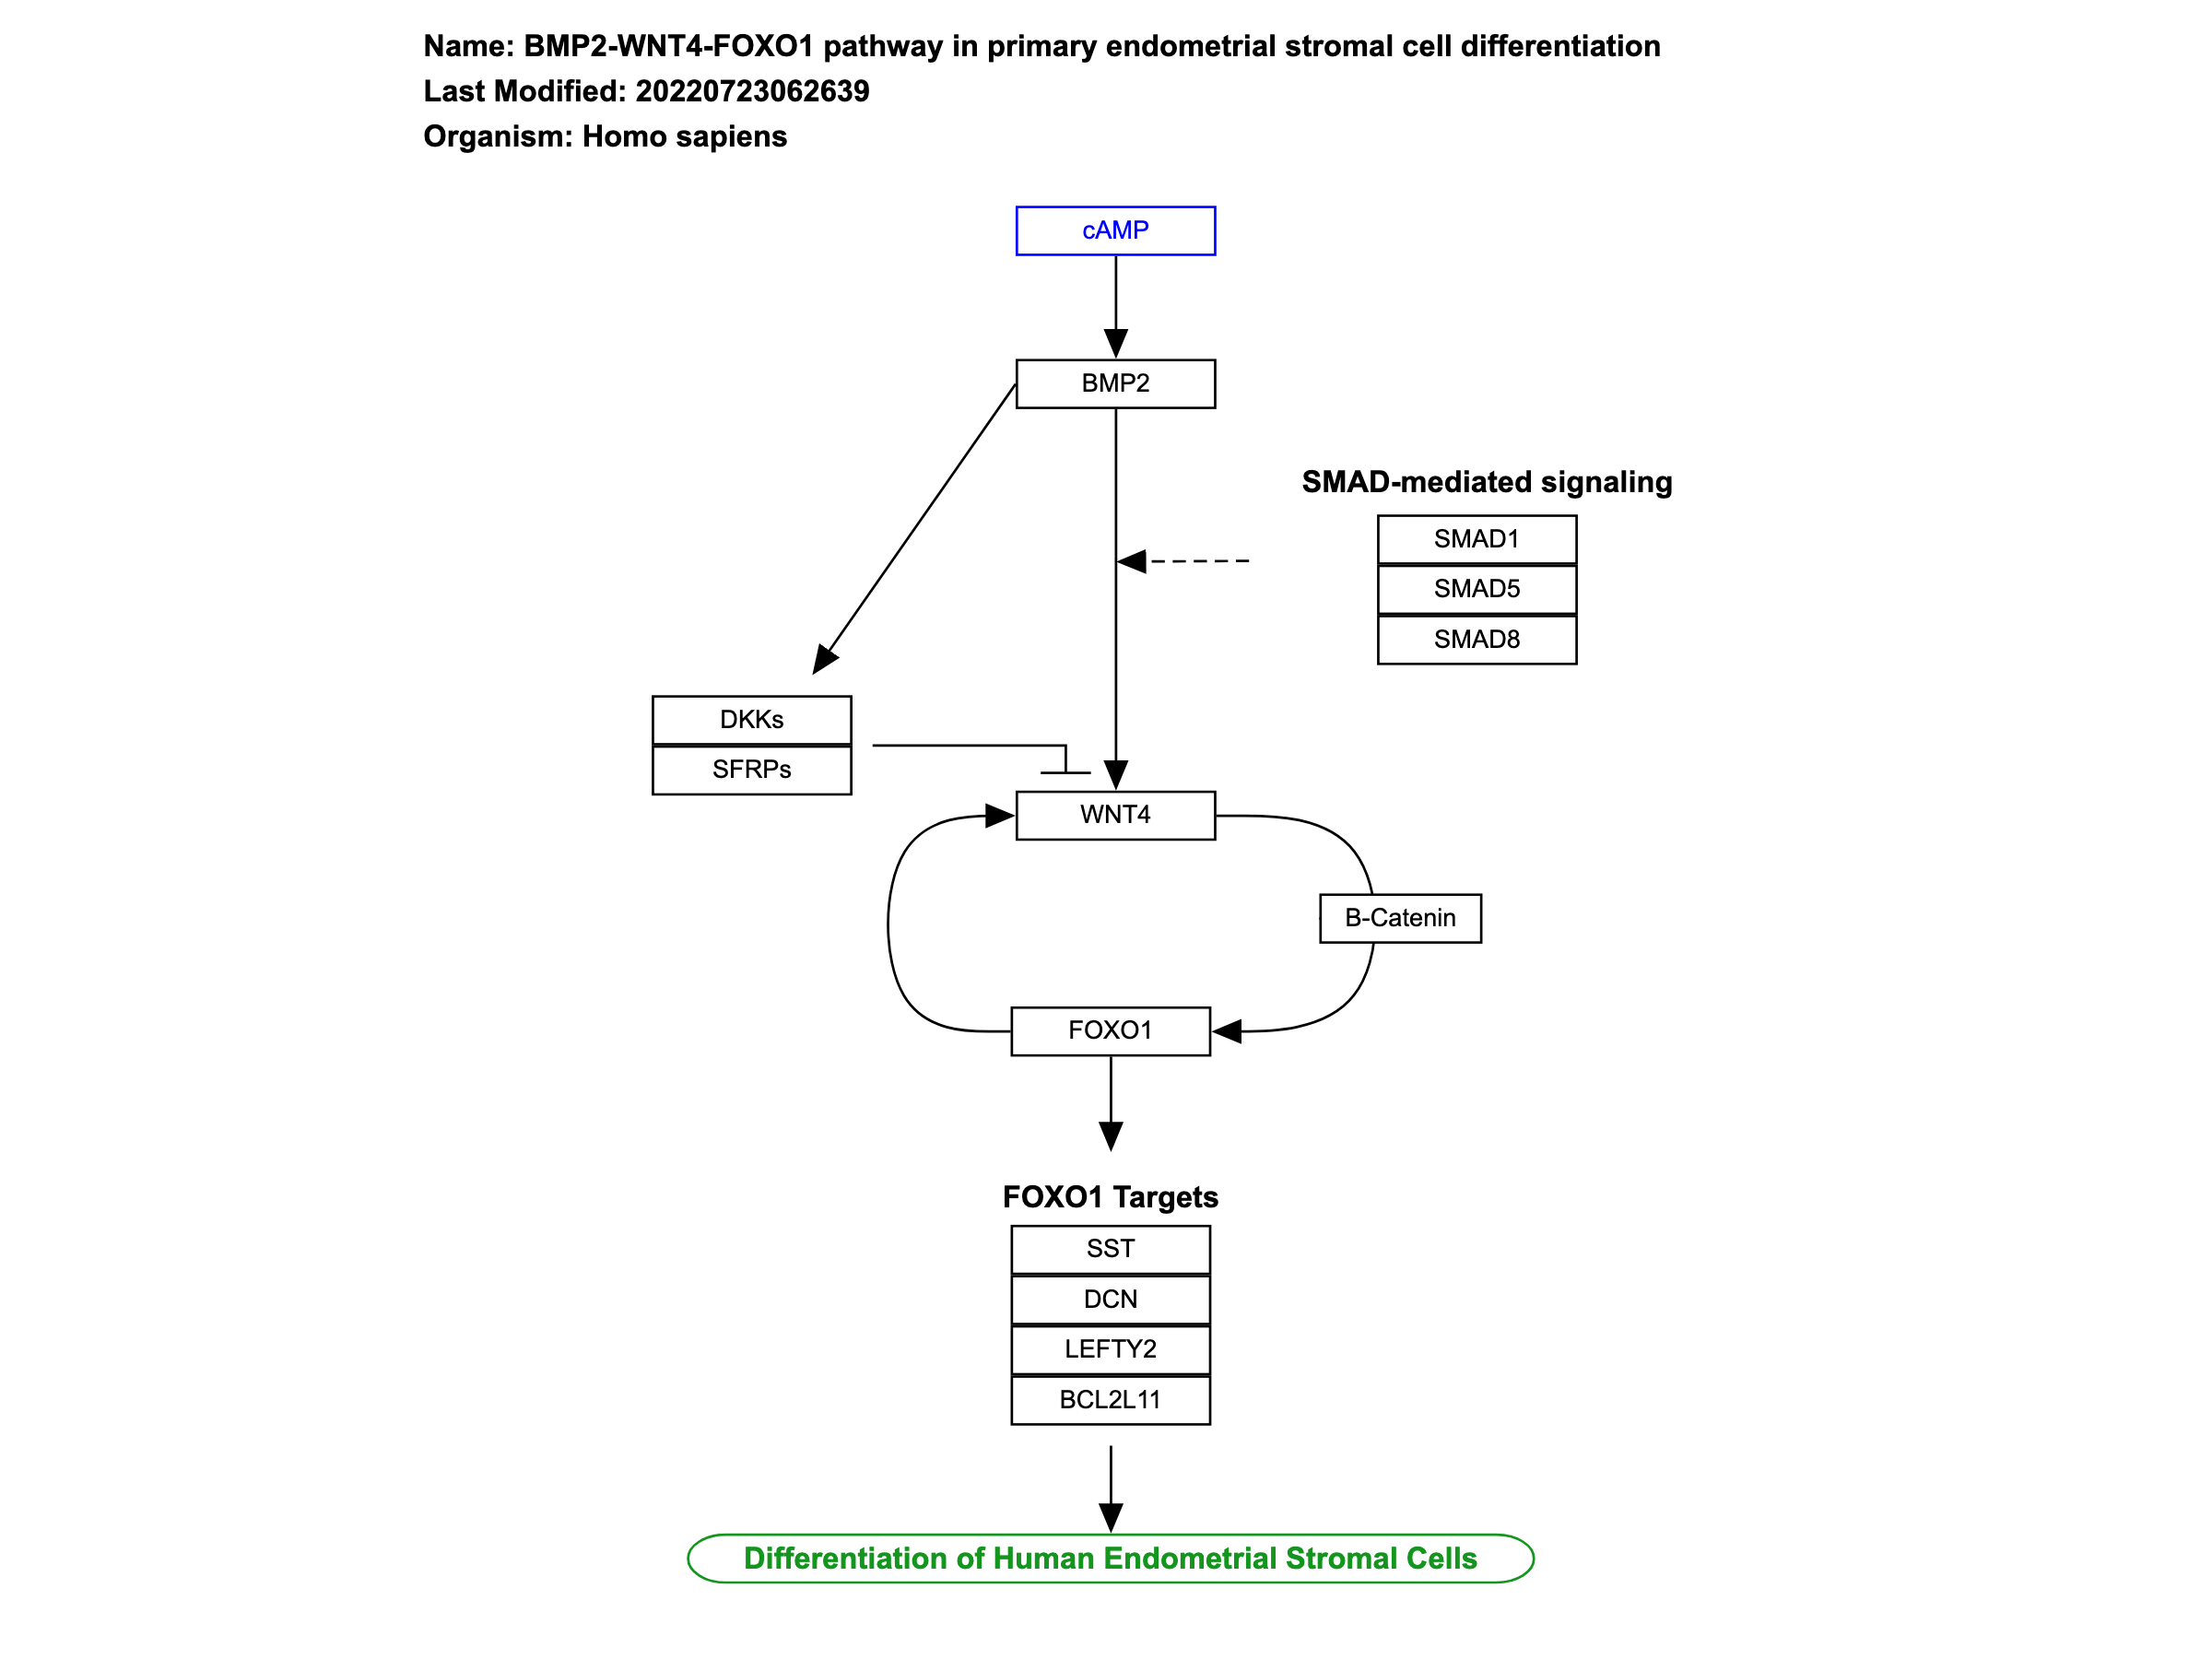 Name: BMP2-WNT4-FOXO1 pathway in primary endometrial stromal cell differentiation
Last Modified: 20220723062639
Organism: Homo sapiens
cAMP
BMP2
SMAD-mediated signaling
SMAD1
SMAD5
SMAD8
DKKs
SFRPs
WNT4
B-Catenin
FOXO1
FOXO1 Targets
SST
DCN
LEFTY2
BCL2L11
Differentiation of Human Endometrial Stromal Cells